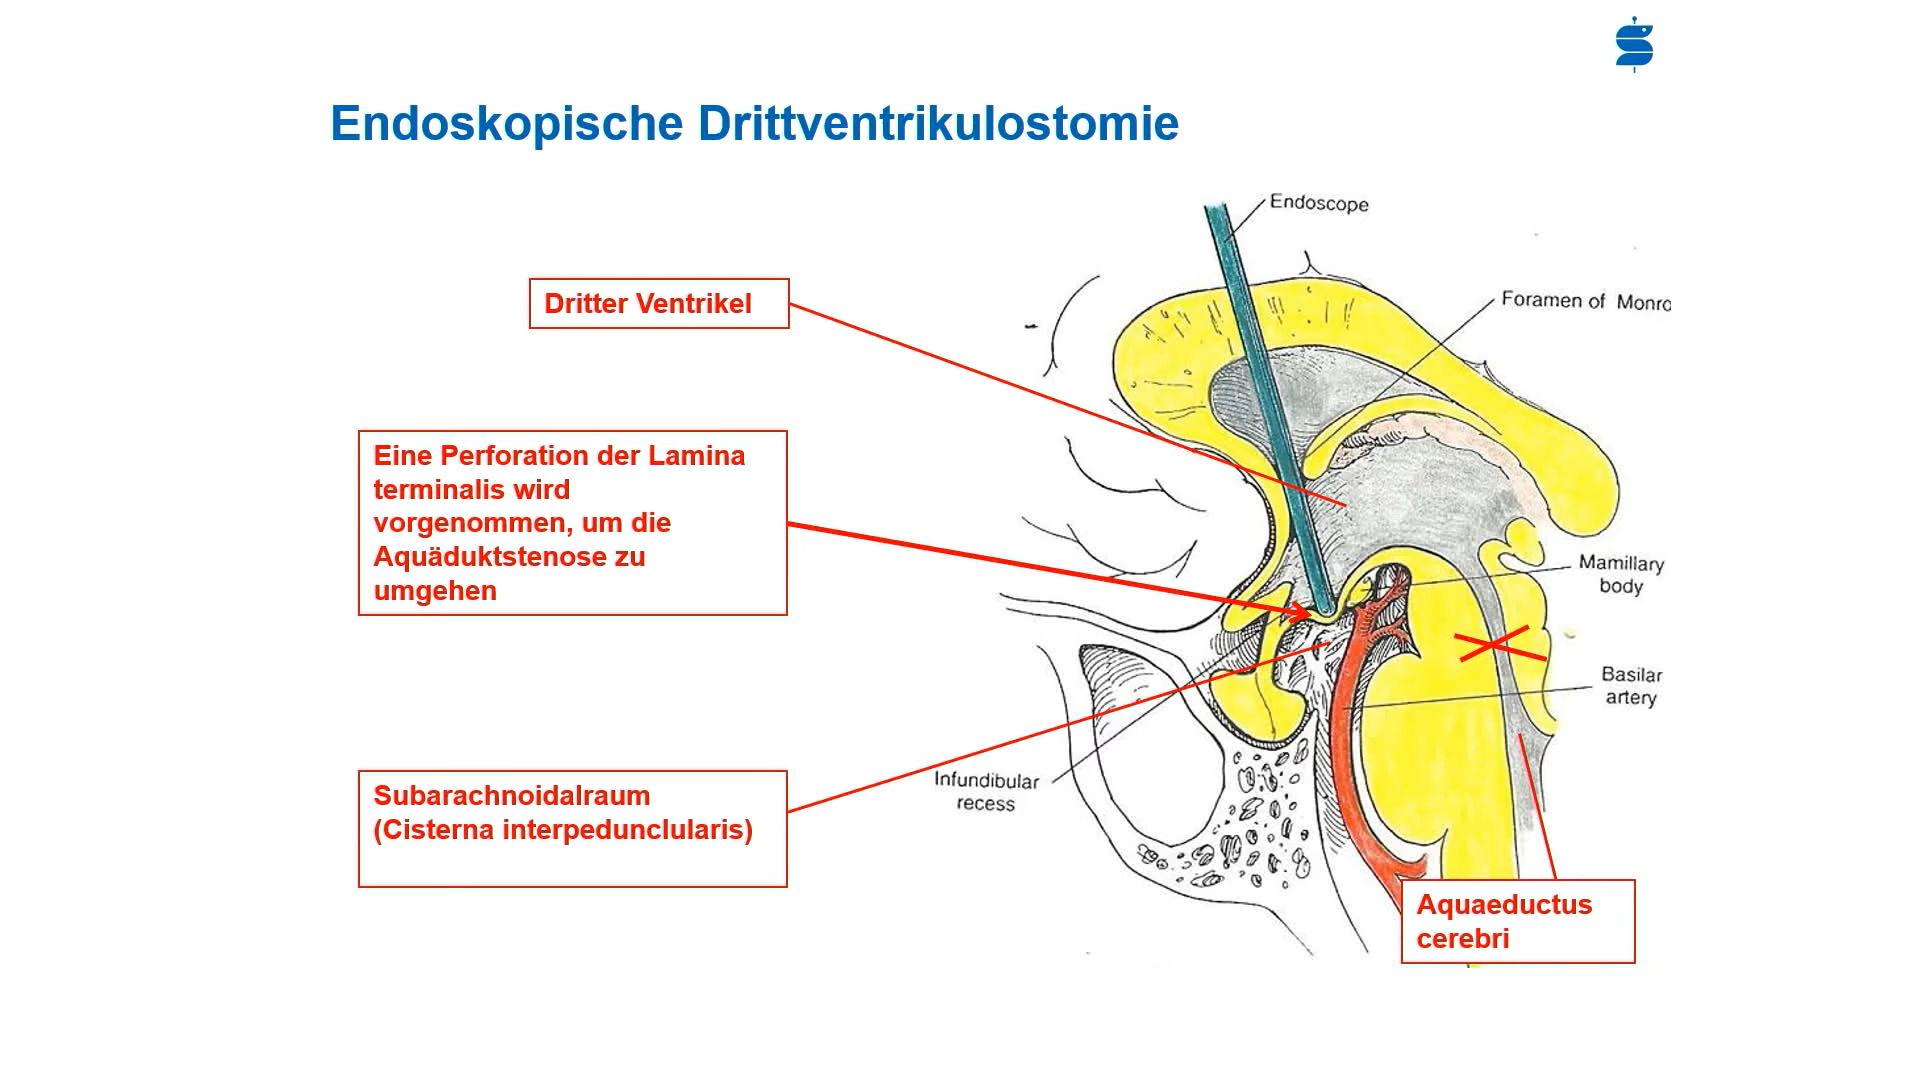 Endoskopische Drittventrikulostomie
Endoscope
Dritter Ventrikel
Foramen of Monro
Eine Perforation der Lamina
terminalis wird
vorgenommen, um die
Aquäduktstenose zu
umgehen
Mamillary
body
Basilar
artery
Infundibular
recess
Subarachnoidalraum
(Cisterna interpedunclularis)
Aquaeductus
cerebri